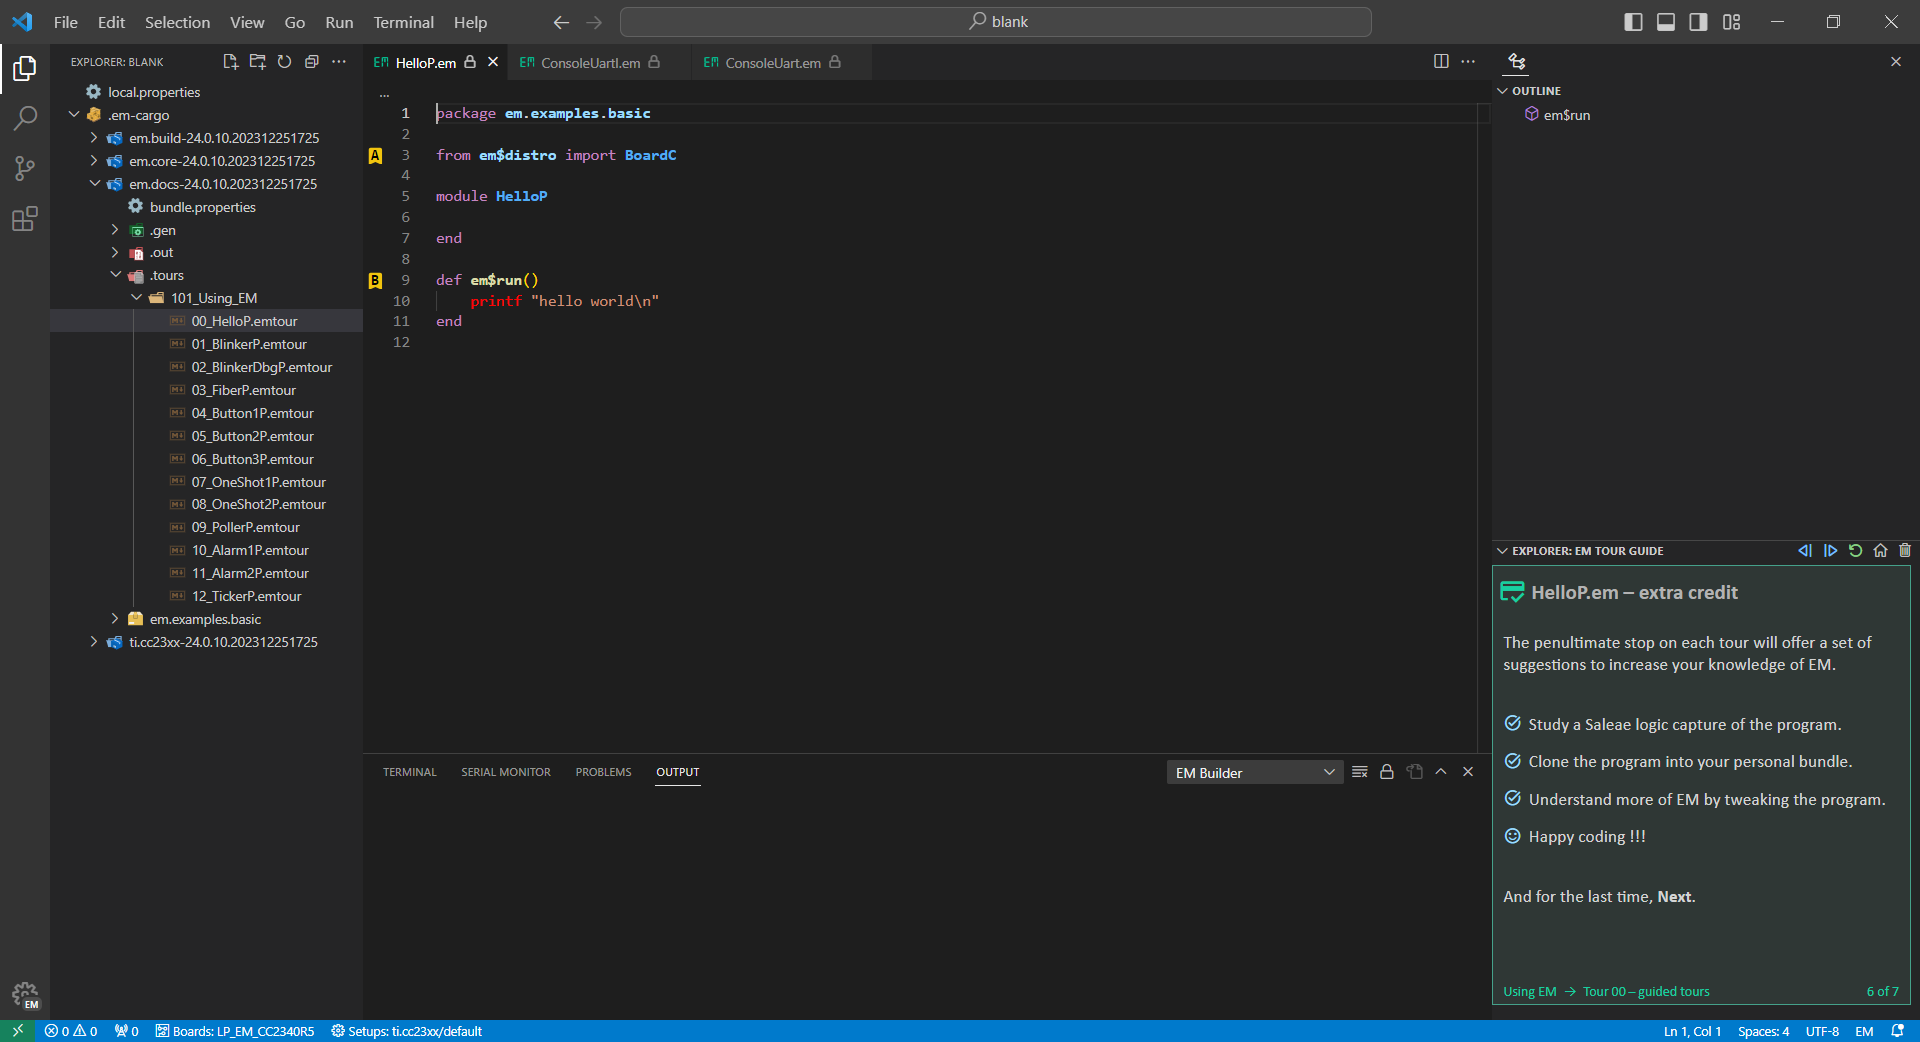 File Edit Selection View Go Run Terminal Help
blank
EXPLORER: BLANK
local.properties
.em-cargo
em.build-24.0.10.202312251725
em.core-24.0.10.202312251725
em.docs-24.0.10.202312251725
bundle.properties
.gen
.out
.tours
101_Using_EM
00_HelloP.emtour
01_BlinkerP.emtour
02_BlinkerDbgP.emtour
03_FiberP.emtour
04_Button1P.emtour
05_Button2P.emtour
06_Button3P.emtour
07_OneShot1P.emtour
08_OneShot2P.emtour
09_PollerP.emtour
10_Alarm1P.emtour
11_Alarm2P.emtour
12_TickerP.emtour
em.examples.basic
ti.cc23xx-24.0.10.202312251725
EM
EM HelloP.em EM ConsoleUartI.em EM ConsoleUart.em
...
1 package em.examples.basic
2
A 3 from em$distro import BoardC
4
5 module HelloP
6
7 end
8
B 9 def em$run()
10 printf "hello world\n"
11 end
12
TERMINAL SERIAL MONITOR PROBLEMS OUTPUT
EM Builder
OUTLINE
em$run
EXPLORER: EM TOUR GUIDE
HelloP.em – extra credit
The penultimate stop on each tour will offer a set of
suggestions to increase your knowledge of EM.
Study a Saleae logic capture of the program.
Clone the program into your personal bundle.
Understand more of EM by tweaking the program.
Happy coding !!!
And for the last time, Next.
Using EM → Tour 00 – guided tours 6 of 7
0 0 0 Boards: LP_EM_CC2340R5 Setups: ti.cc23xx/default Ln 1, Col 1 Spaces: 4 UTF-8 EM